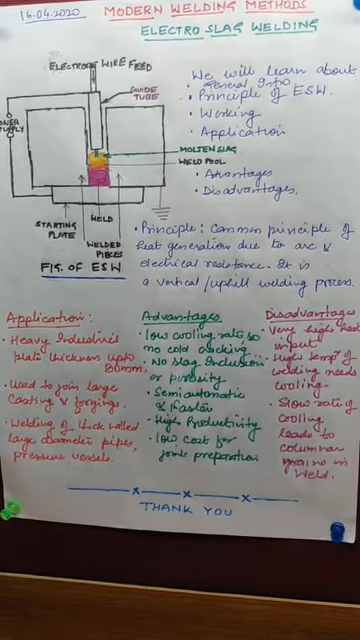 16.04.2020
MODERN WELDING METHODS
ELECTRO SLAG WELDING
ELECTRODE WIRE FEED
GUIDE
TUBE
POWER
SUPPLY
MOLTEN SLAG
WELD POOL
WELD
STARTING
PLATE
WELDED
PIECES
FIG. OF ESW
We will learn about
• General Intro
• Principle of ESW.
• Working
• Application
• Advantages
• Disadvantages,
• Principle: Common principle of
heat generation due to arc &
electrical resistance. It is
a vertical / uphill welding process.
Application:
• Heavy Industries
Plate thickness upto
80mm.
• Used to join large
Casting & forgings.
• Welding of thick walled
large diameter pipes,
pressure vessels.
Advantages.
• low cooling rate so
no cold cracking
• No slag Inclusion
or porosity
• Semiautomatic
& Faster
• High Productivity
• low cost for
joint preparation
Disadvantages
• Very high heat
input
• High tempr of
welding needs
cooling.
• Slow rate of
cooling
leads to
columnar
grains in
Weld.
THANK YOU